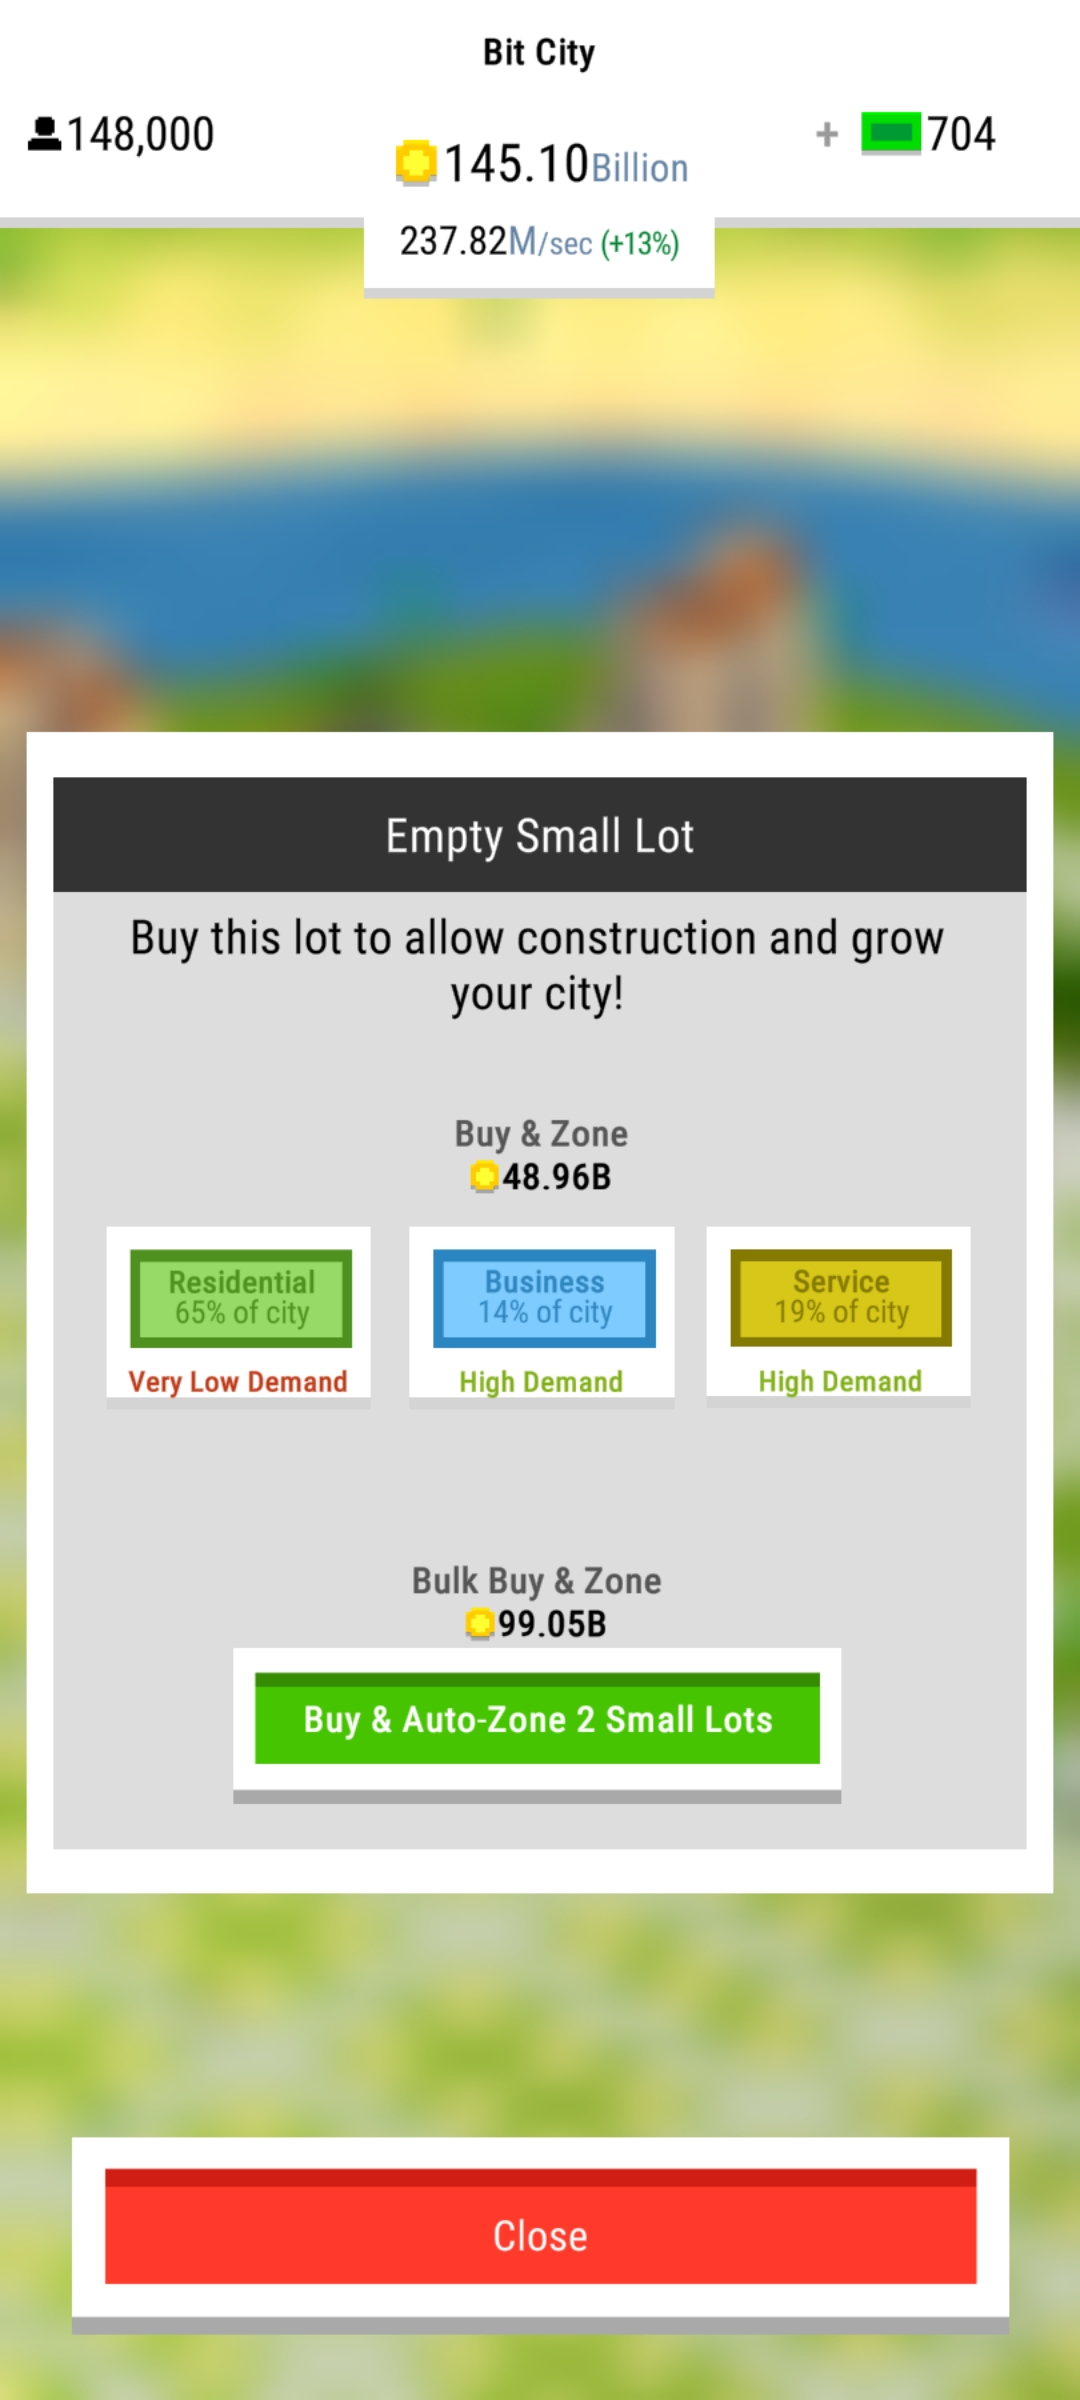 Bit City
148,000
145.10Billion
+ 704
237.82M/sec (+13%)
Empty Small Lot
Buy this lot to allow construction and grow
your city!
Buy & Zone
48.96B
Residential
65% of city
Very Low Demand
Business
14% of city
High Demand
Service
19% of city
High Demand
Bulk Buy & Zone
99.05B
Buy & Auto-Zone 2 Small Lots
Close